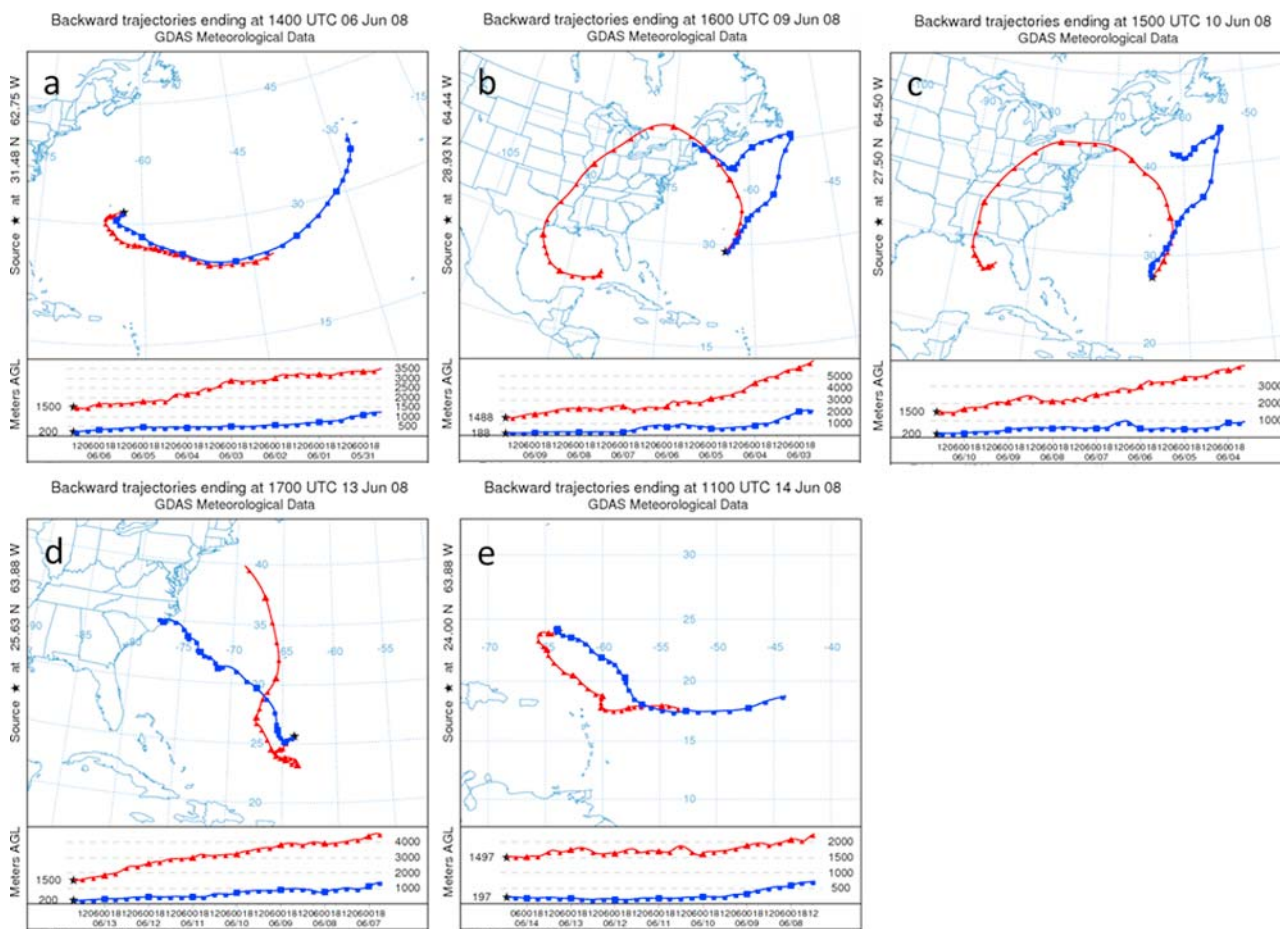 Backward trajectories ending at 1400 UTC 06 Jun 08
GDAS Meteorological Data
a
Source ★ at 31.48 N 62.75 W
45
-15
-30
-45
-60
-75
30
15
Meters AGL
1500
200
3500
3000
2500
2000
1500
1000
500
12060018120600181206001812060018120600181206001812060018
06/06 06/05 06/04 06/03 06/02 06/01 05/31
Backward trajectories ending at 1600 UTC 09 Jun 08
GDAS Meteorological Data
b
Source ★ at 28.93 N 64.44 W
-105
45
-60
30
15
Meters AGL
1488
188
5000
4000
3000
2000
1000
12060018120600181206001812060018120600181206001812060018
06/09 06/08 06/07 06/06 06/05 06/04 06/03
Backward trajectories ending at 1500 UTC 10 Jun 08
GDAS Meteorological Data
c
Source ★ at 27.50 N 64.50 W
-100
-90
-50
40
30
20
Meters AGL
1500
200
3000
2000
1000
12060018120600181206001812060018120600181206001812060018
06/10 06/09 06/08 06/07 06/06 06/05 06/04
Backward trajectories ending at 1700 UTC 13 Jun 08
GDAS Meteorological Data
d
Source ★ at 25.63 N 63.88 W
40
35
-90
-75
-70
-65
30
25
20
Meters AGL
1500
200
4000
3000
2000
1000
12060018120600181206001812060018120600181206001812060018
06/13 06/12 06/11 06/10 06/09 06/08 06/07
Backward trajectories ending at 1100 UTC 14 Jun 08
GDAS Meteorological Data
e
Source ★ at 24.00 N 63.88 W
30
25
-70
-65
-60
-55
-50
-45
20
15
10
Meters AGL
1497
197
2000
1500
1000
500
06001812060018120600181206001812060018120600181206001812
06/14 06/13 06/12 06/11 06/10 06/09 06/08